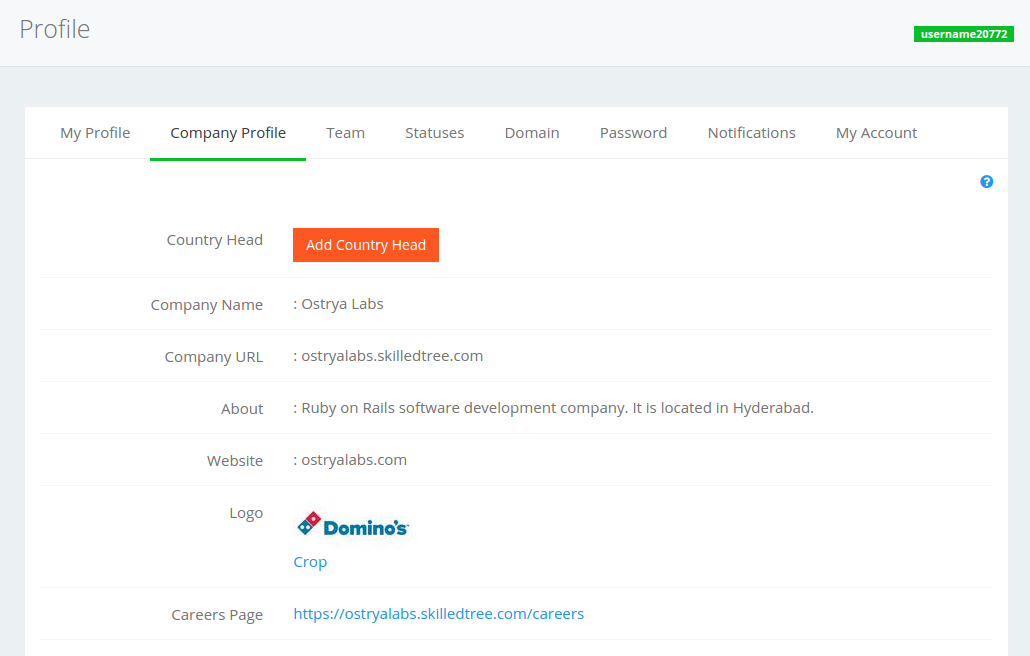 Profile
username20772
My Profile Company Profile Team Statuses Domain Password Notifications My Account
?
Country Head Add Country Head
Company Name : Ostrya Labs
Company URL : ostryalabs.skilledtree.com
About : Ruby on Rails software development company. It is located in Hyderabad.
Website : ostryalabs.com
Logo Domino's
Crop
Careers Page https://ostryalabs.skilledtree.com/careers